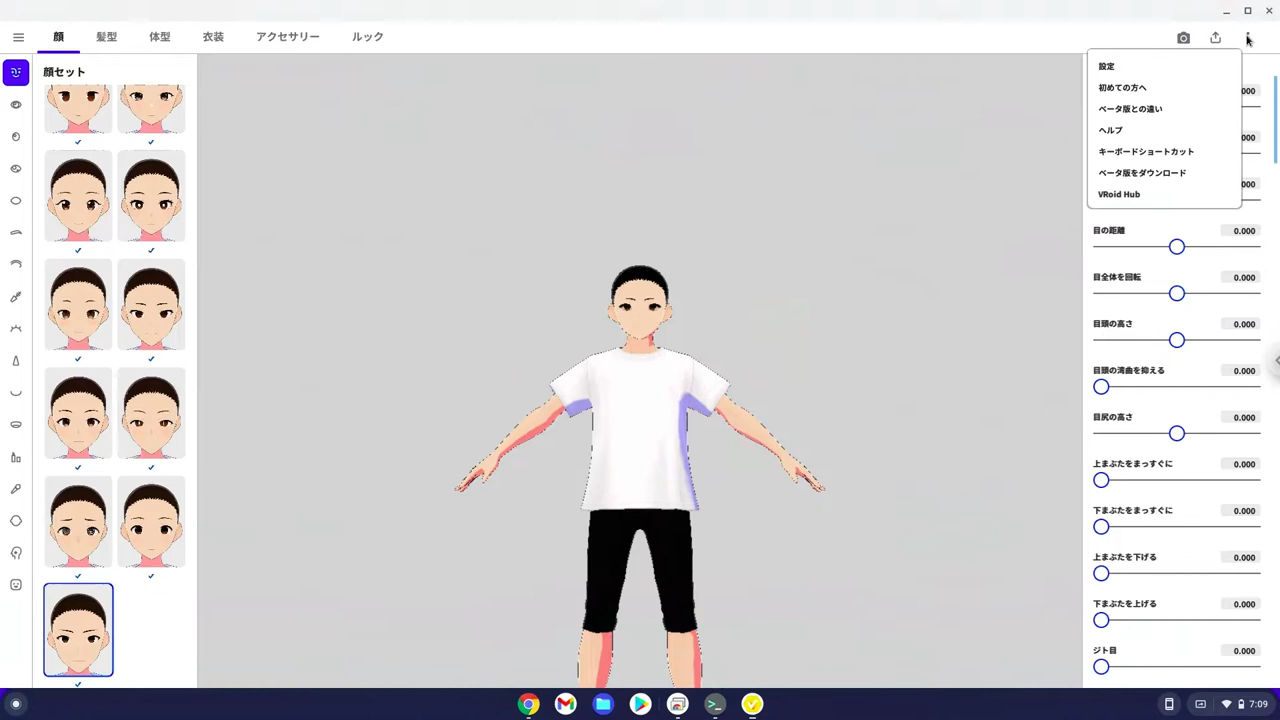 顔 髪型 体型 衣装 アクセサリー ルック
顔セット
設定
初めての方へ
ベータ版との違い
ヘルプ
キーボードショートカット
ベータ版をダウンロード
VRoid Hub
000
000
000
目の距離 0.000
目全体を回転 0.000
目頭の高さ 0.000
目頭の湾曲を抑える 0.000
目尻の高さ 0.000
上まぶたをまっすぐに 0.000
下まぶたをまっすぐに 0.000
上まぶたを下げる 0.000
下まぶたを上げる 0.000
ジト目 0.000
7:09